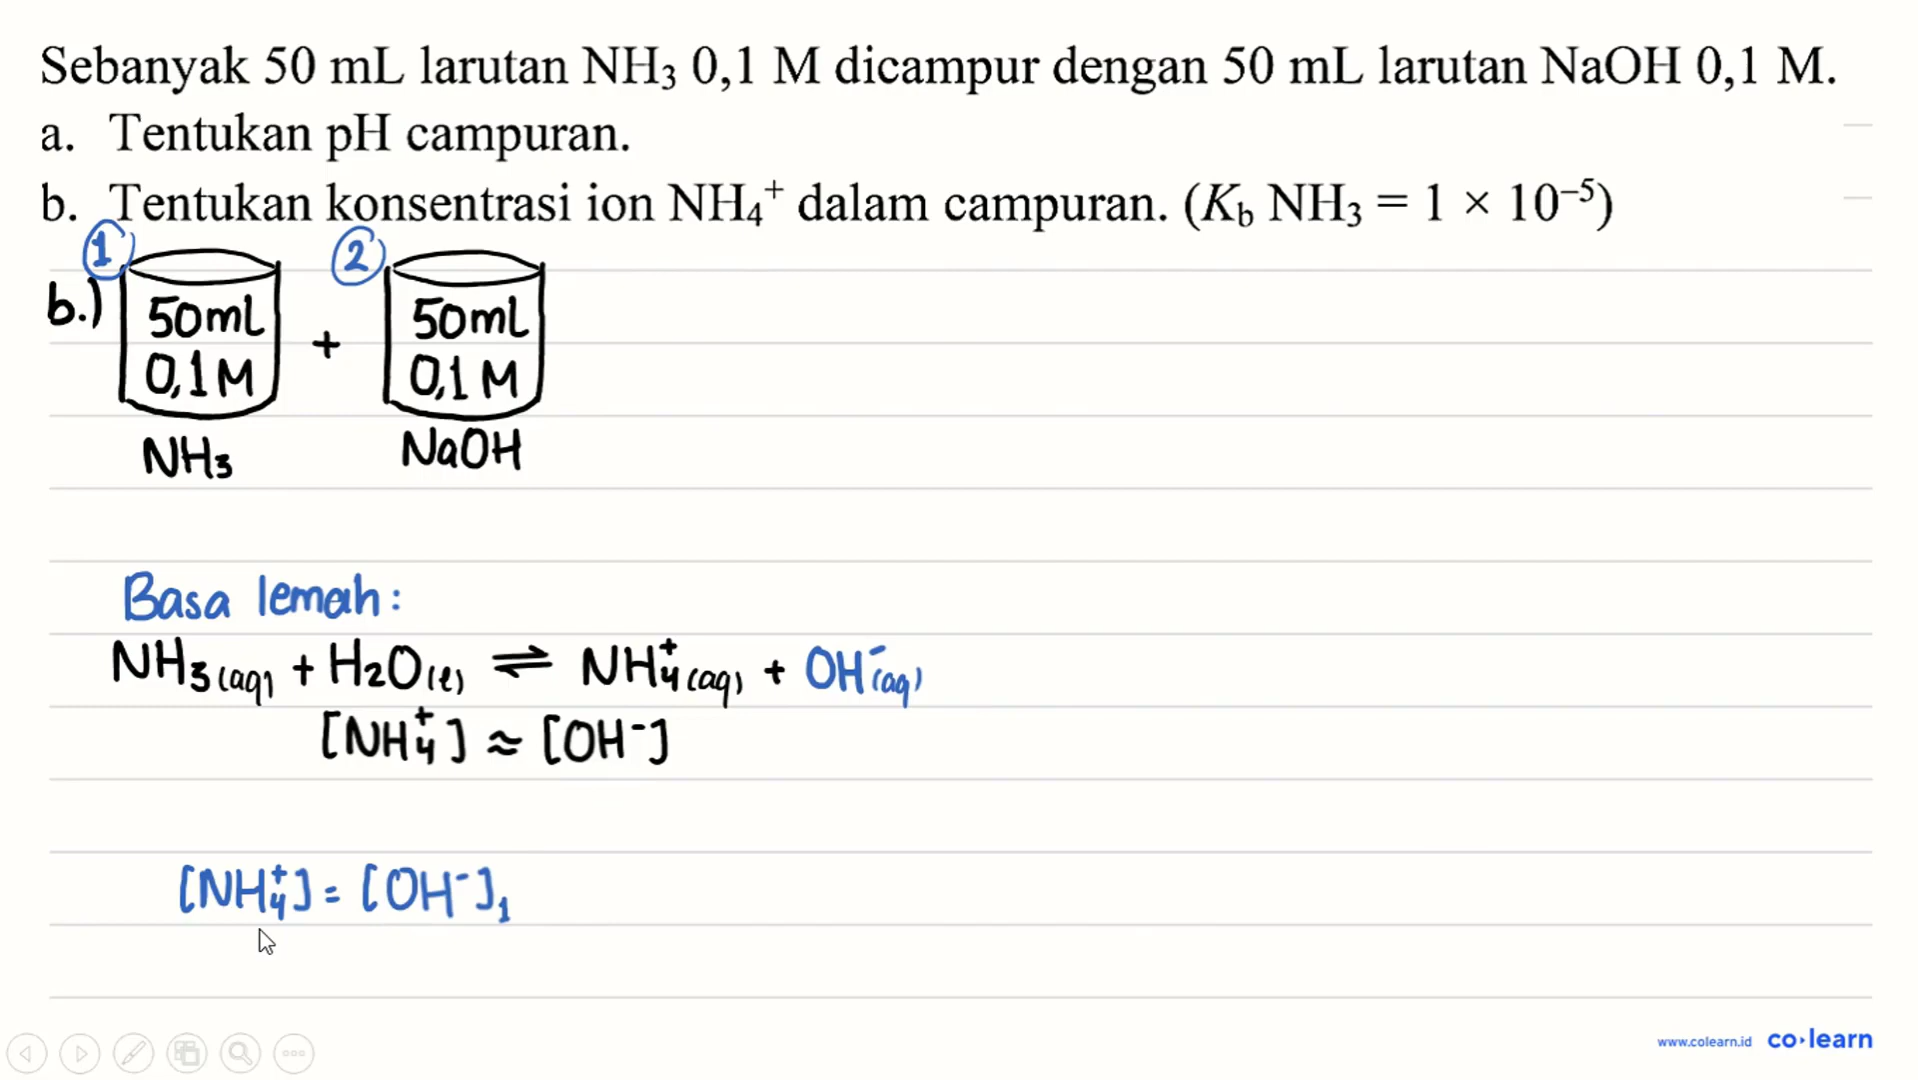 Sebanyak 50 mL larutan NH₃ 0,1 M dicampur dengan 50 mL larutan NaOH 0,1 M.
a. Tentukan pH campuran.
b. Tentukan konsentrasi ion NH₄⁺ dalam campuran. (K_b NH₃ = 1 × 10⁻⁵)
1 2
b.) 50mL + 50mL
0,1 M 0,1 M
NH₃ NaOH
Basa lemah:
NH₃(aq) + H₂O(l) ⇌ NH₄⁺(aq) + OH⁻(aq)
[NH₄⁺] ≈ [OH⁻]
[NH₄⁺] = [OH⁻]₁
www.colearn.id co·learn